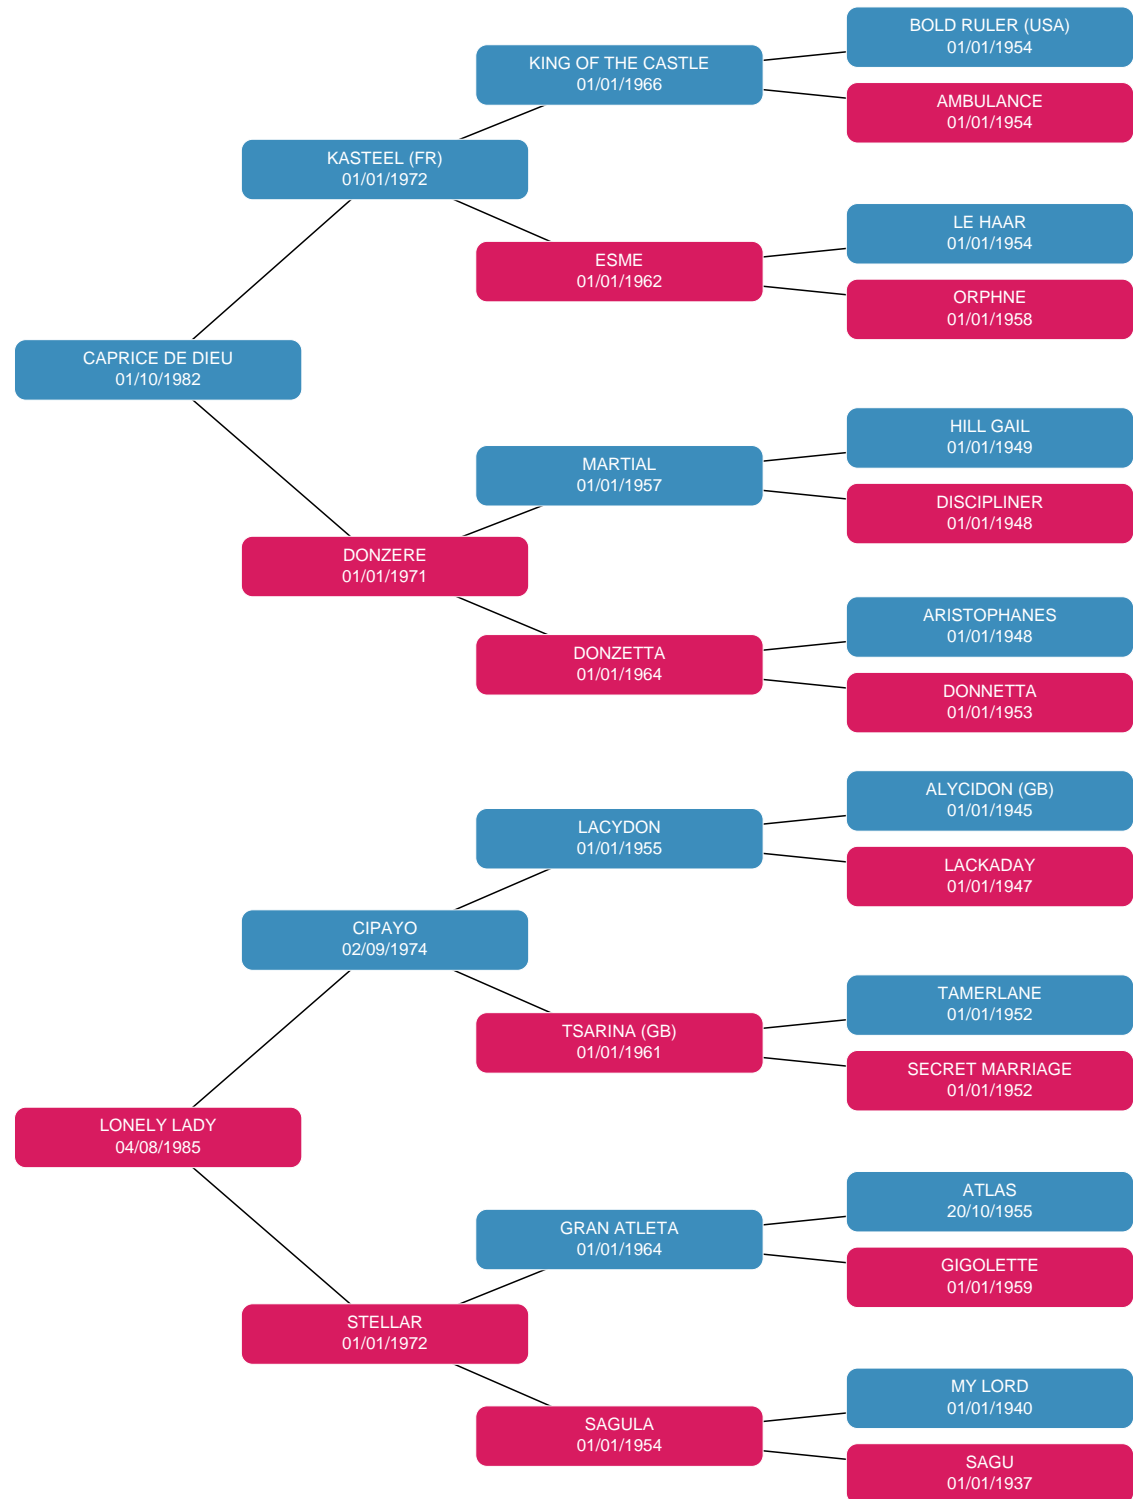 BOLD RULER (USA)
01/01/1954
KING OF THE CASTLE
01/01/1966
AMBULANCE
01/01/1954
KASTEEL (FR)
01/01/1972
LE HAAR
01/01/1954
ESME
01/01/1962
ORPHNE
01/01/1958
CAPRICE DE DIEU
01/10/1982
HILL GAIL
01/01/1949
MARTIAL
01/01/1957
DISCIPLINER
01/01/1948
DONZERE
01/01/1971
ARISTOPHANES
01/01/1948
DONZETTA
01/01/1964
DONNETTA
01/01/1953
ALYCIDON (GB)
01/01/1945
LACYDON
01/01/1955
LACKADAY
01/01/1947
CIPAYO
02/09/1974
TAMERLANE
01/01/1952
TSARINA (GB)
01/01/1961
SECRET MARRIAGE
01/01/1952
LONELY LADY
04/08/1985
ATLAS
20/10/1955
GRAN ATLETA
01/01/1964
GIGOLETTE
01/01/1959
STELLAR
01/01/1972
MY LORD
01/01/1940
SAGULA
01/01/1954
SAGU
01/01/1937